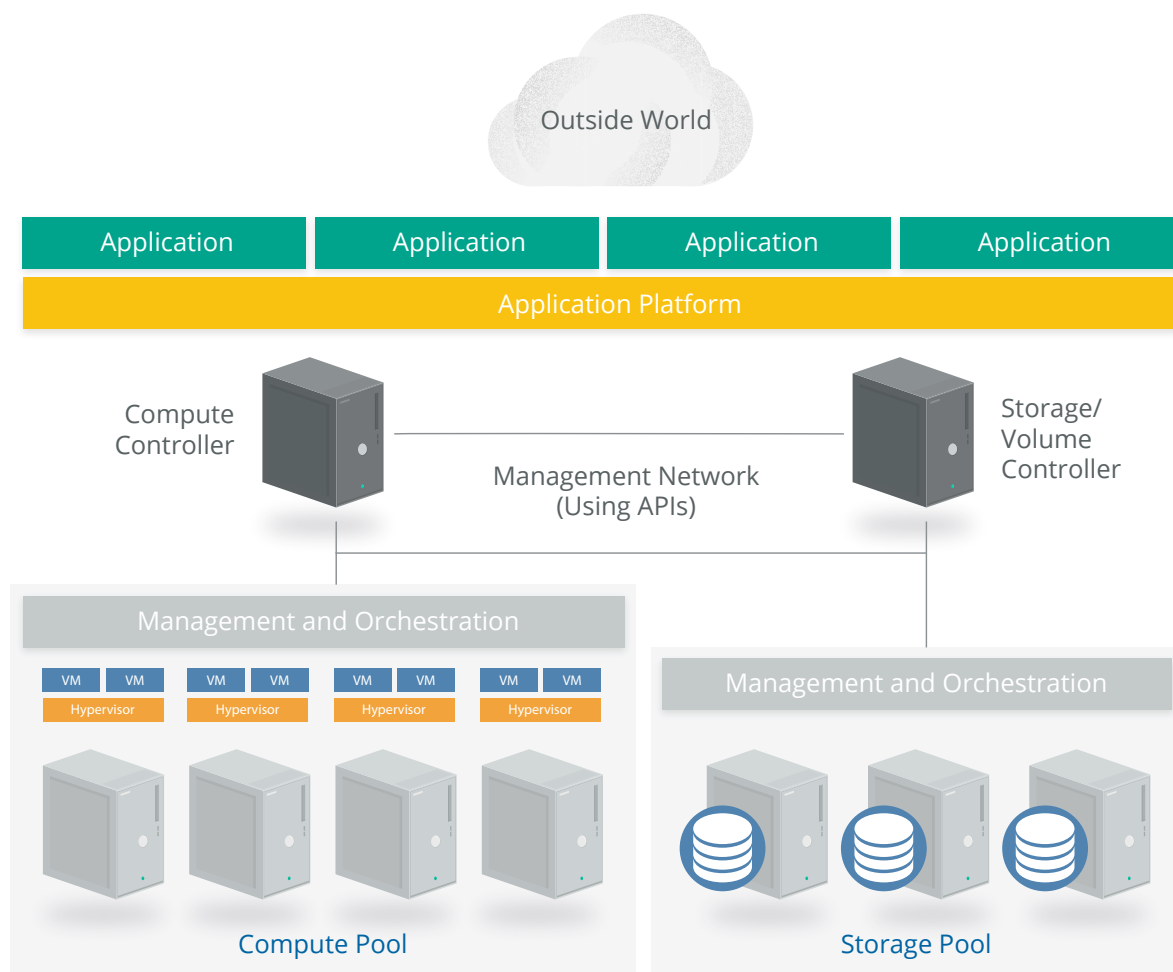 Outside World
Application Application Application Application
Application Platform
Compute
Controller
Storage/
Volume
Controller
Management Network
(Using APIs)
Management and Orchestration
VM VM VM VM VM VM VM VM
Hypervisor Hypervisor Hypervisor Hypervisor
Compute Pool
Management and Orchestration
Storage Pool